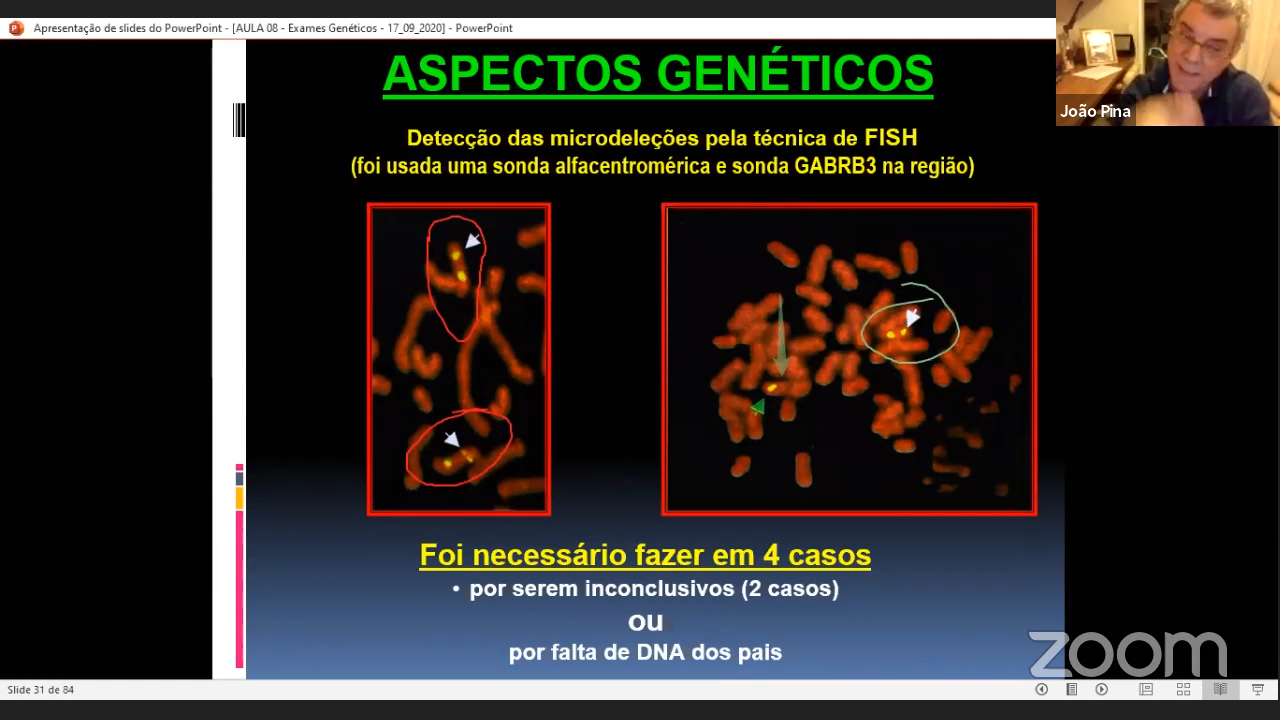 Apresentação de slides do PowerPoint - [AULA 08 - Exames Genéticos - 17_09_2020] - PowerPoint
João Pina
ASPECTOS GENÉTICOS
Detecção das microdeleções pela técnica de FISH
(foi usada uma sonda alfacentromérica e sonda GABRB3 na região)
Foi necessário fazer em 4 casos
• por serem inconclusivos (2 casos)
ou
por falta de DNA dos pais
zoom
Slide 31 de 84